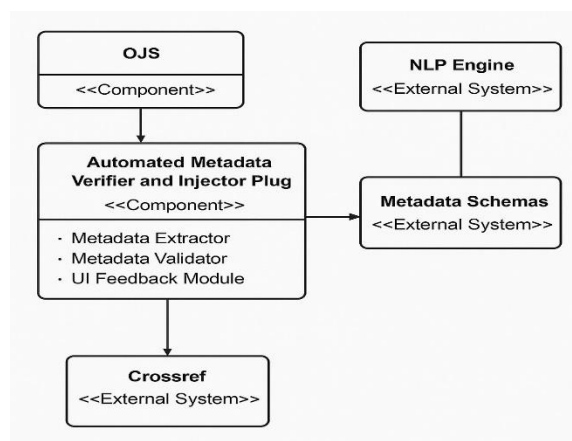 OJS
<<Component>>
NLP Engine
<<External System>>
Automated Metadata
Verifier and Injector Plug
<<Component>>
· Metadata Extractor
· Metadata Validator
· UI Feedback Module
Metadata Schemas
<<External System>>
Crossref
<<External System>>